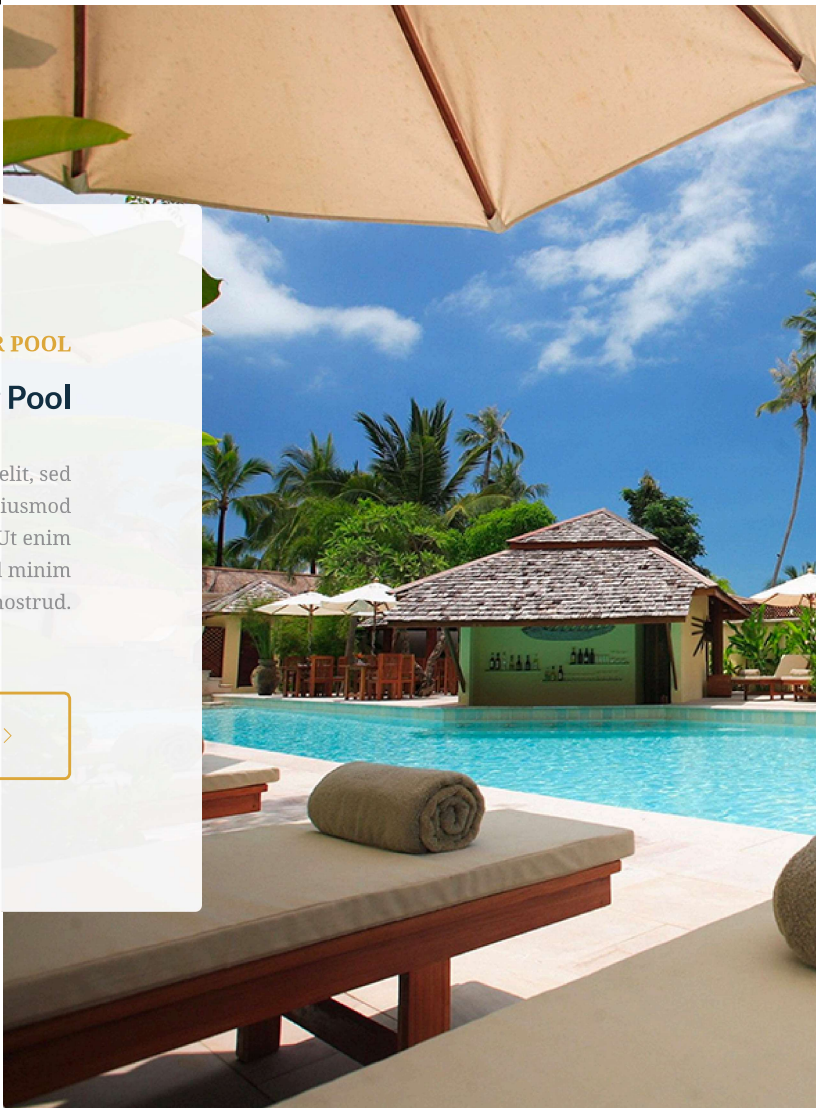 R POOL
Pool
elit, sed
iusmod
Ut enim
minim
nostrud.